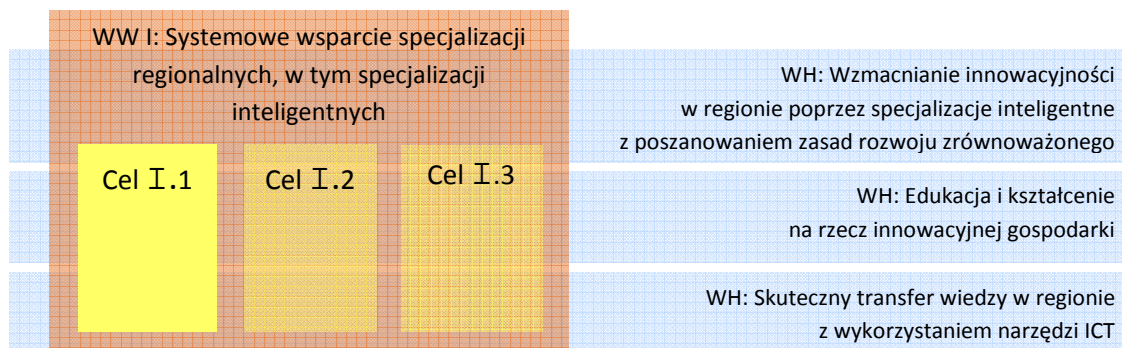 WW I: Systemowe wsparcie specjalizacji
regionalnych, w tym specjalizacji
inteligentnych
Cel I.1
Cel I.2
Cel I.3
WH: Wzmacnianie innowacyjności
w regionie poprzez specjalizacje inteligentne
z poszanowaniem zasad rozwoju zrównoważonego
WH: Edukacja i kształcenie
na rzecz innowacyjnej gospodarki
WH: Skuteczny transfer wiedzy w regionie
z wykorzystaniem narzędzi ICT